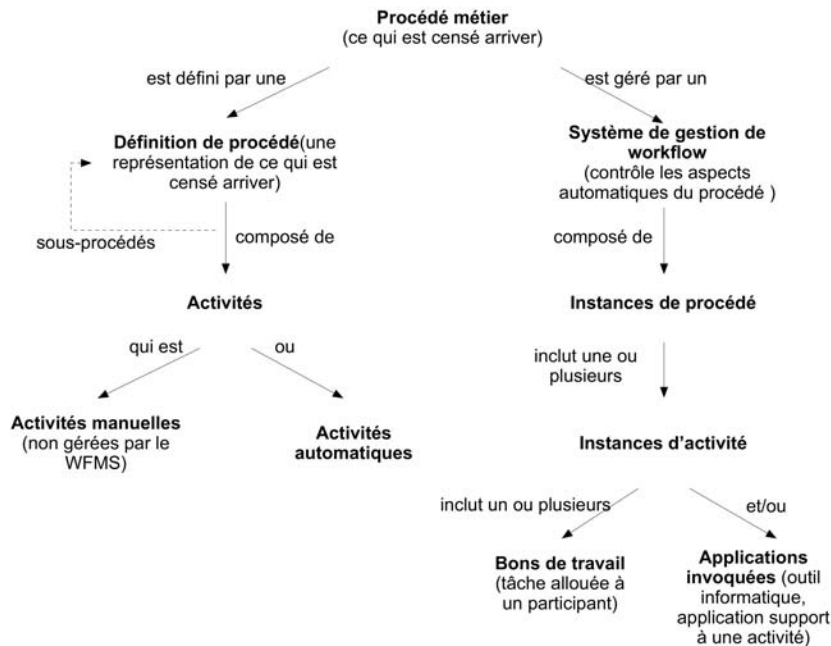 Procédé métier
(ce qui est censé arriver)
est défini par une
est géré par un
Définition de procédé(une
représentation de ce qui est
censé arriver)
Système de gestion de
workflow
(contrôle les aspects
automatiques du procédé )
sous-procédés
composé de
composé de
Activités
Instances de procédé
qui est
ou
inclut une ou
plusieurs
Activités manuelles
(non gérées par le
WFMS)
Activités
automatiques
Instances d'activité
inclut un ou plusieurs
et/ou
Bons de travail
(tâche allouée à
un participant)
Applications
invoquées (outil
informatique,
application support
à une activité)